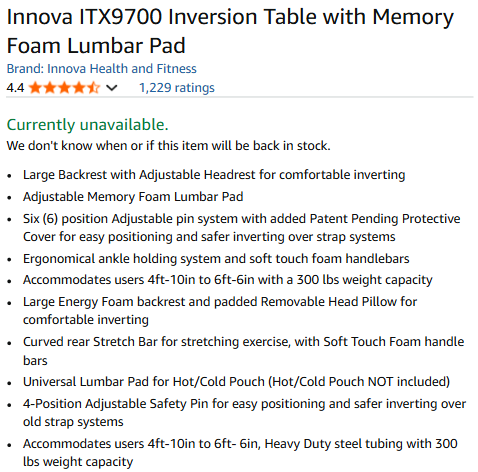 Innova ITX9700 Inversion Table with Memory
Foam Lumbar Pad
Brand: Innova Health and Fitness
4.4 1,229 ratings
Currently unavailable.
We don't know when or if this item will be back in stock.
• Large Backrest with Adjustable Headrest for comfortable inverting
• Adjustable Memory Foam Lumbar Pad
• Six (6) position Adjustable pin system with added Patent Pending Protective
Cover for easy positioning and safer inverting over strap systems
• Ergonomical ankle holding system and soft touch foam handlebars
• Accommodates users 4ft-10in to 6ft-6in with a 300 lbs weight capacity
• Large Energy Foam backrest and padded Removable Head Pillow for
comfortable inverting
• Curved rear Stretch Bar for stretching exercise, with Soft Touch Foam handle
bars
• Universal Lumbar Pad for Hot/Cold Pouch (Hot/Cold Pouch NOT included)
• 4-Position Adjustable Safety Pin for easy positioning and safer inverting over
old strap systems
• Accommodates users 4ft-10in to 6ft- 6in, Heavy Duty steel tubing with 300
lbs weight capacity